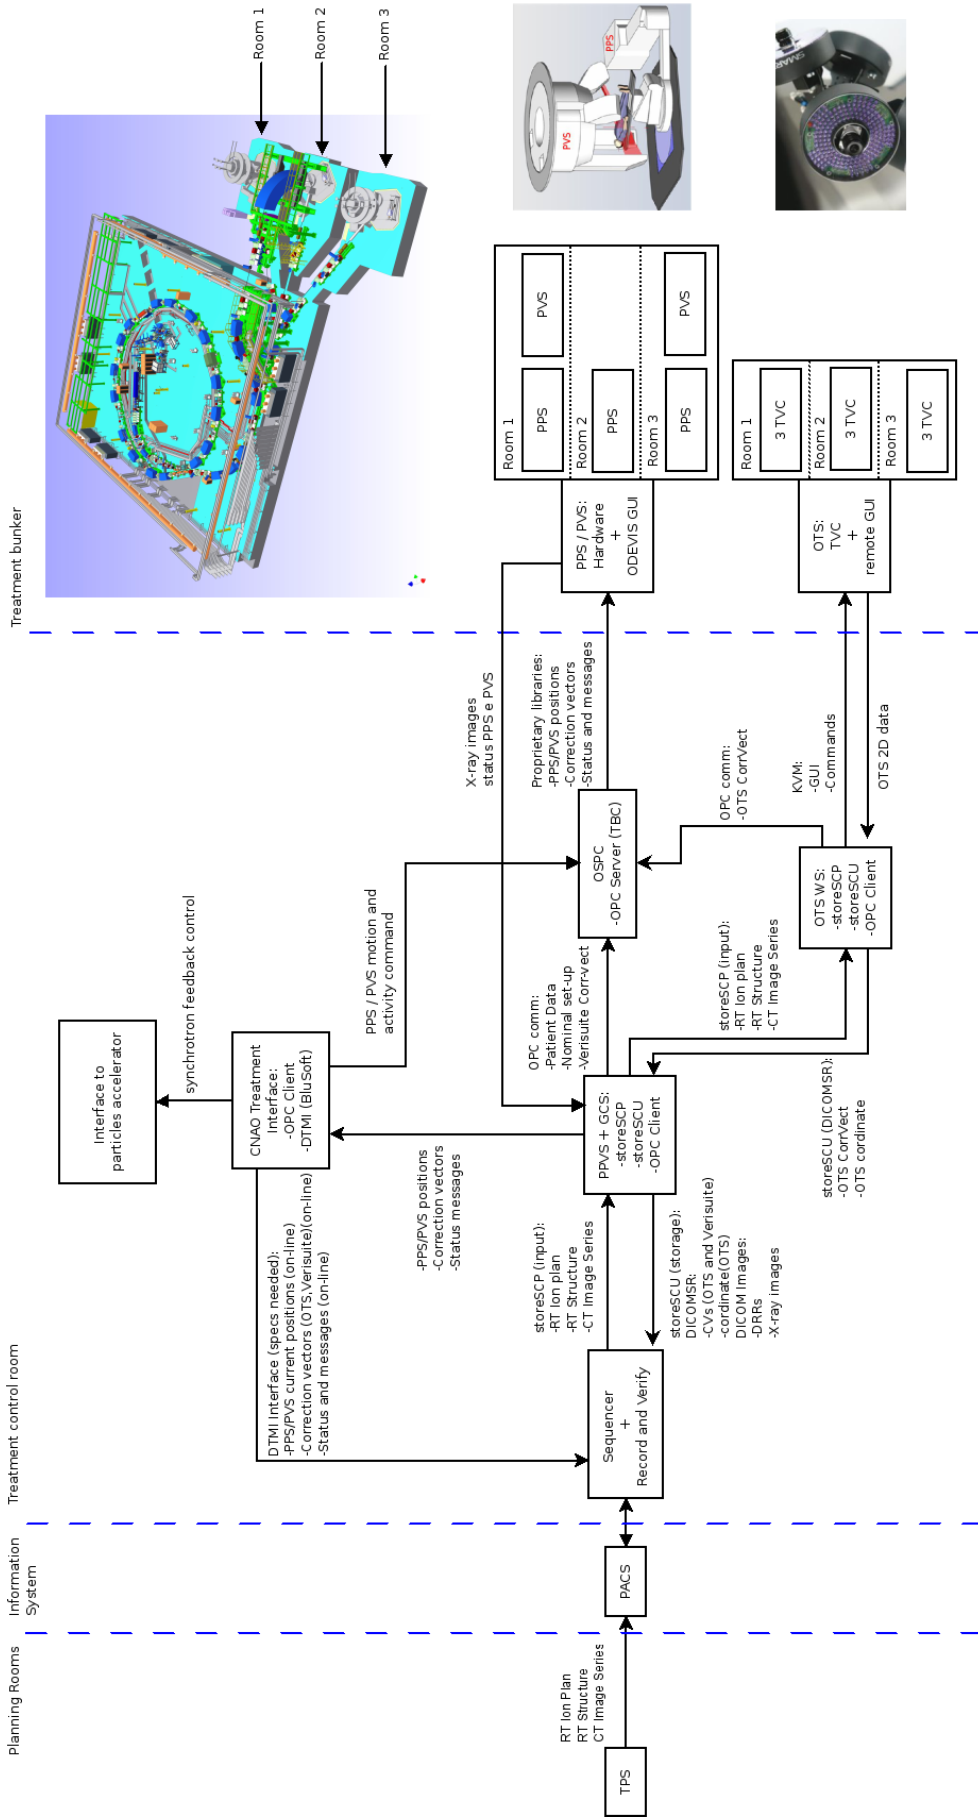 Planning Rooms
Information
System
Treatment control room
Treatment bunker
TPS
RT Ion Plan
RT Structure
CT Image Series
PACS
Sequencer
+
Record and Verify
DTMI Interface (specs needed):
-PPS/PVS current positions (on-line)
-Correction vectors (OTS,Verisuite)(on-line)
-Status and messages (on-line)
storeSCP (input):
-RT Ion plan
-RT Structure
-CT Image Series
storeSCU (storage):
DICOMSR:
-CVs (OTS and Verisuite)
-cordinate(OTS)
DICOM Images:
-DRRs
-X-ray images
Interface to
particles accelerator
synchrotron feedback control
CNAO Treatment
Interface:
-OPC Client
-DTMI (BluSoft)
-PPS/PVS positions
-Correction vectors
-Status messages
PPVS + GCS:
-storeSCP
-storeSCU
-OPC Client
PPS / PVS motion and
activity command
OPC comm:
-Patient Data
-Nominal set-up
-Verisuite Corr-vect
storeSCP (input):
-RT Ion plan
-RT Structure
-CT Image Series
storeSCU (DICOMSR):
-OTS CorrVect
-OTS coordinate
X-ray images
status PPS e PVS
OSPC
-OPC Server (TBC)
OPC comm:
-OTS CorrVect
OTS WS:
-storeSCP
-storeSCU
-OPC Client
Proprietary libraries:
-PPS/PVS positions
-Correction vectors
-Status and messages
KVM:
-GUI
-Commands
OTS 2D data
PPS / PVS:
Hardware
+
ODEVIS GUI
OTS:
TVC
+
remote GUI
Room 1
PPS
PVS
Room 2
PPS
Room 3
PPS
PVS
Room 1
3 TVC
Room 2
3 TVC
Room 3
3 TVC
Room 1
Room 2
Room 3
PVS
PPS
SMART